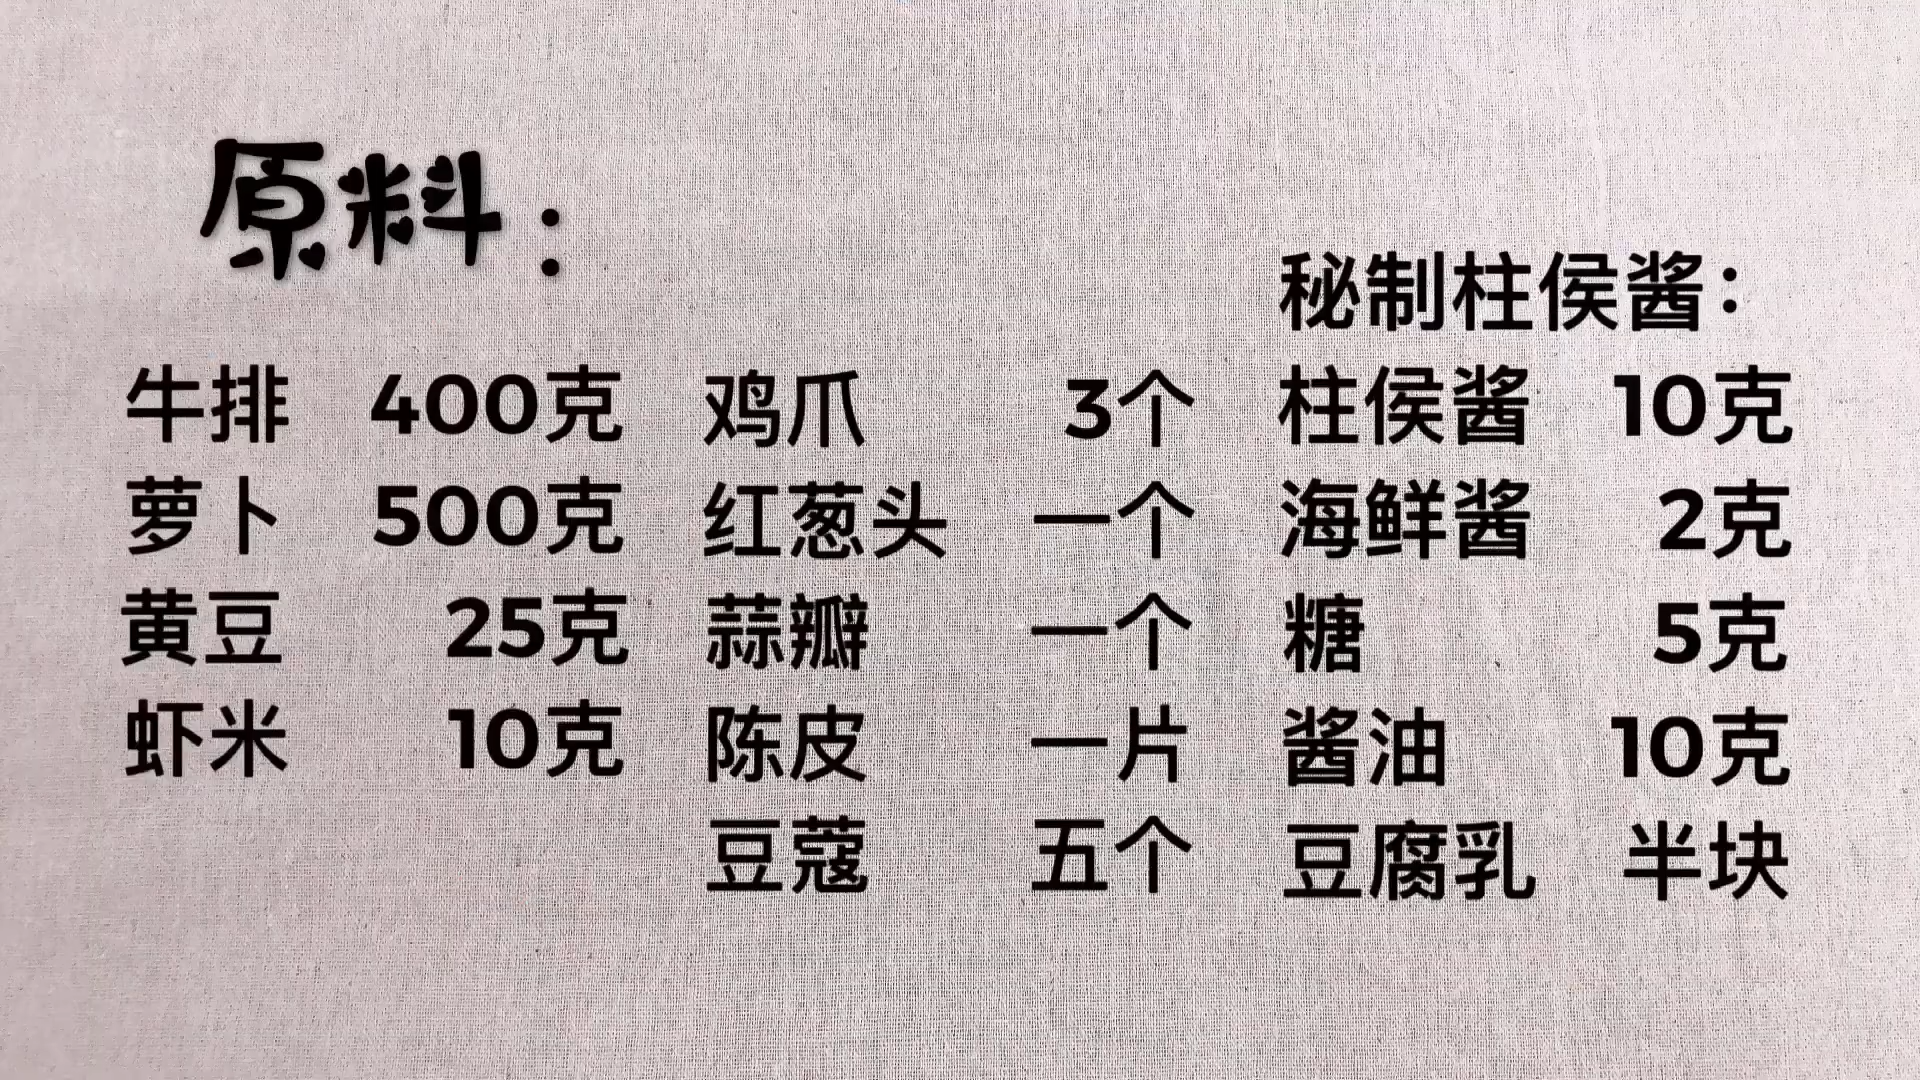 原料：
牛排 400克
萝卜 500克
黄豆 25克
虾米 10克
鸡爪 3个
红葱头 一个
蒜瓣 一个
陈皮 一片
豆蔻 五个
秘制柱侯酱：
柱侯酱 10克
海鲜酱 2克
糖 5克
酱油 10克
豆腐乳 半块